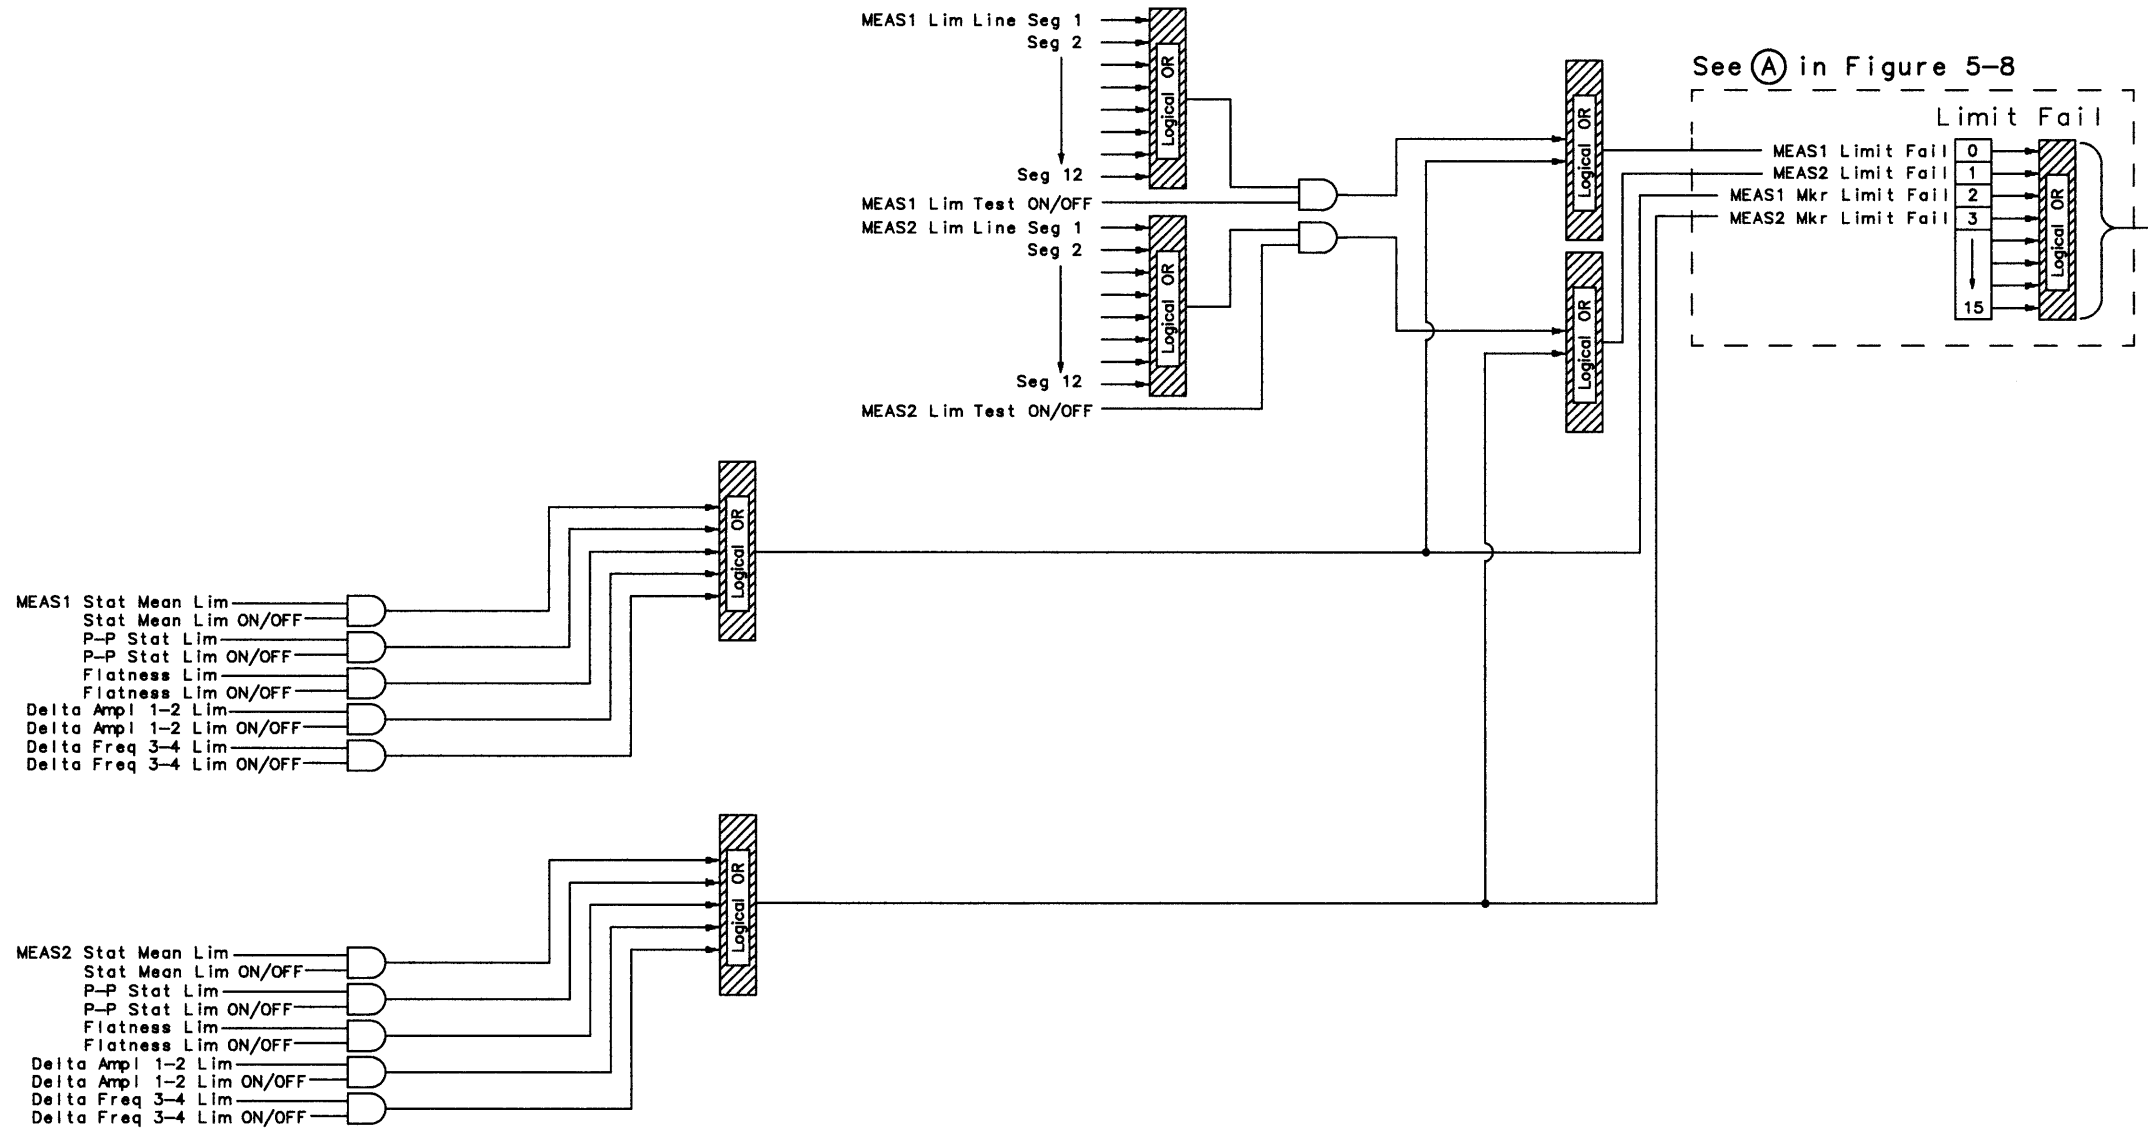 MEAS1 Lim Line Seg 1
Seg 2
Seg 12
Logical OR
MEAS1 Lim Test ON/OFF
MEAS2 Lim Line Seg 1
Seg 2
Seg 12
Logical OR
MEAS2 Lim Test ON/OFF
Logical OR
Logical OR
See A in Figure 5-8
Limit Fail
MEAS1 Limit Fail 0
MEAS2 Limit Fail 1
MEAS1 Mkr Limit Fail 2
MEAS2 Mkr Limit Fail 3
15
Logical OR
Logical OR
MEAS1 Stat Mean Lim
Stat Mean Lim ON/OFF
P-P Stat Lim
P-P Stat Lim ON/OFF
Flatness Lim
Flatness Lim ON/OFF
Delta Ampl 1-2 Lim
Delta Ampl 1-2 Lim ON/OFF
Delta Freq 3-4 Lim
Delta Freq 3-4 Lim ON/OFF
Logical OR
MEAS2 Stat Mean Lim
Stat Mean Lim ON/OFF
P-P Stat Lim
P-P Stat Lim ON/OFF
Flatness Lim
Flatness Lim ON/OFF
Delta Ampl 1-2 Lim
Delta Ampl 1-2 Lim ON/OFF
Delta Freq 3-4 Lim
Delta Freq 3-4 Lim ON/OFF